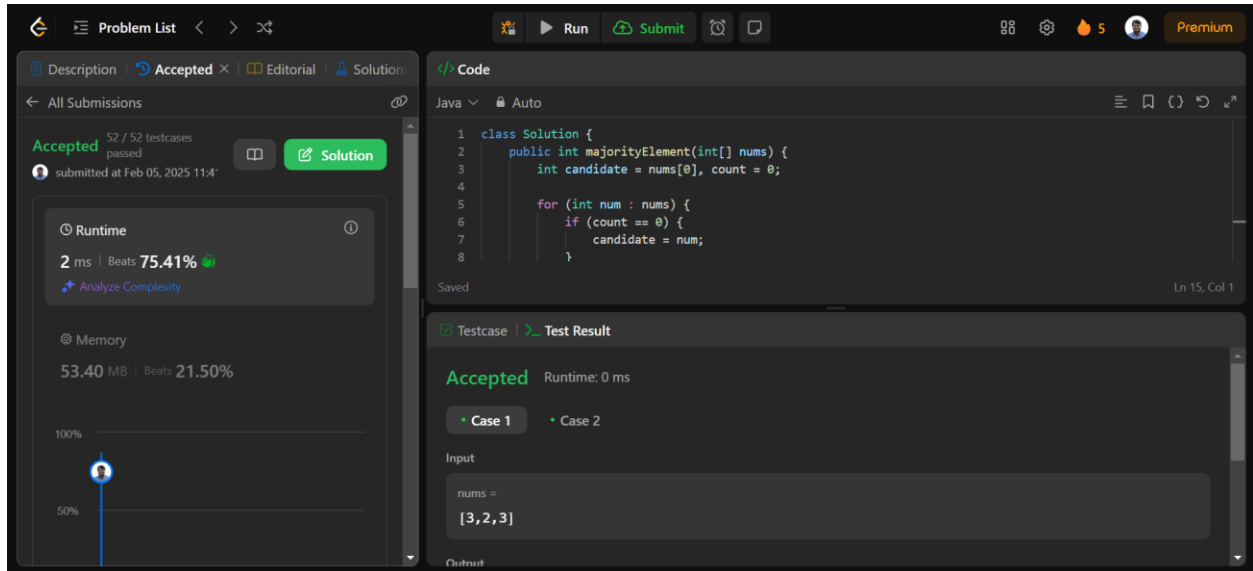 Problem List
Run
Submit
5
Premium
Description
Accepted
Editorial
Solution
All Submissions
Accepted
52 / 52 testcases
passed
submitted at Feb 05, 2025 11:4
Solution
Runtime
2 ms | Beats 75.41%
Analyze Complexity
Memory
53.40 MB | Beats 21.50%
100%
50%
</> Code
Java
Auto
1 class Solution {
2 public int majorityElement(int[] nums) {
3 int candidate = nums[0], count = 0;
4
5 for (int num : nums) {
6 if (count == 0) {
7 candidate = num;
8 }
Saved
Ln 15, Col 1
Testcase
>_ Test Result
Accepted
Runtime: 0 ms
• Case 1
• Case 2
Input
nums =
[3,2,3]
Output